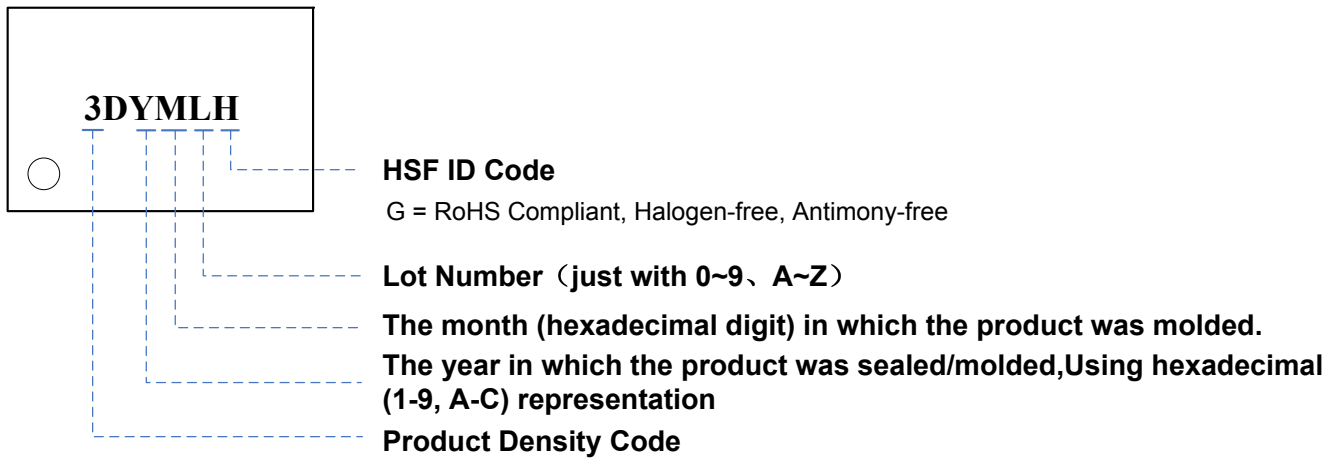 3DYMLH
HSF ID Code
G = RoHS Compliant, Halogen-free, Antimony-free
Lot Number（just with 0~9、A~Z）
The month (hexadecimal digit) in which the product was molded.
The year in which the product was sealed/molded,Using hexadecimal
(1-9, A-C) representation
Product Density Code